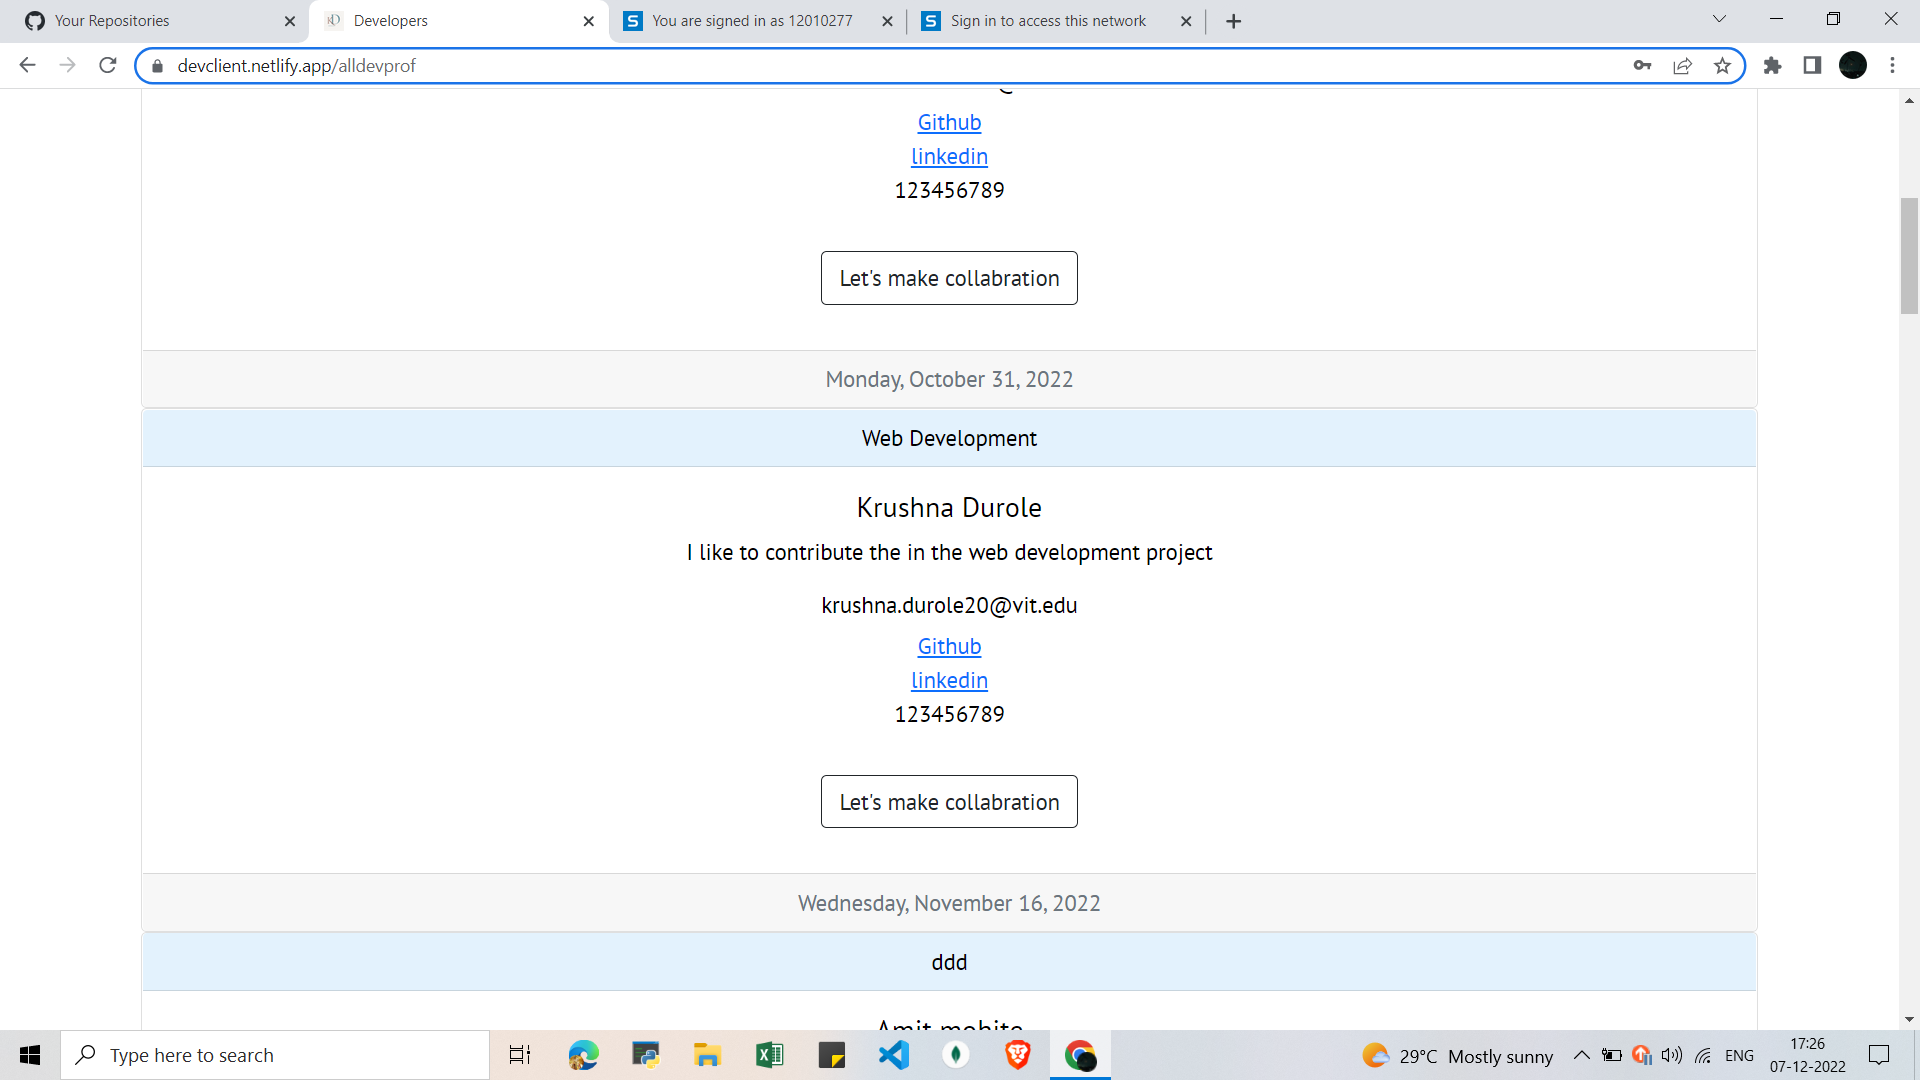 Your Repositories
Developers
You are signed in as 12010277
Sign in to access this network
devclient.netlify.app/alldevprof
Github
linkedin
123456789
Let's make collabration
Monday, October 31, 2022
Web Development
Krushna Durole
I like to contribute the in the web development project
krushna.durole20@vit.edu
Github
linkedin
123456789
Let's make collabration
Wednesday, November 16, 2022
ddd
Amit mohite
Type here to search
29°C Mostly sunny
ENG
17:26
07-12-2022